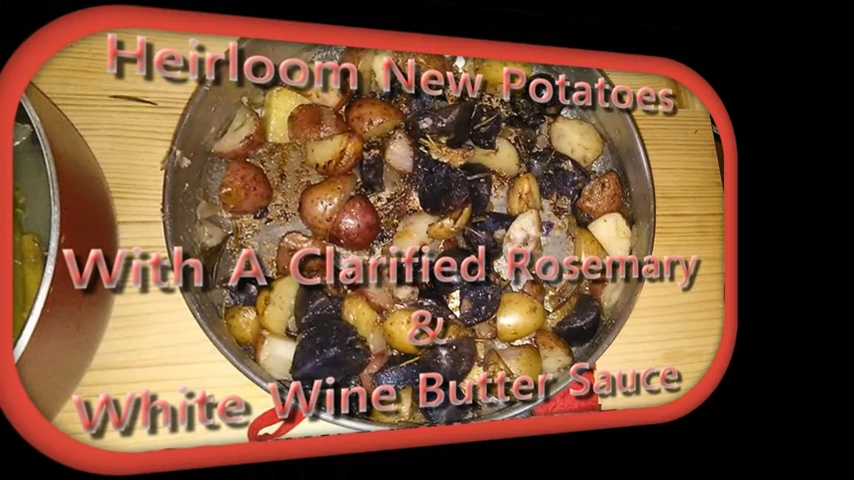 Heirloom New Potatoes
With A Clarified Rosemary
&
White Wine Butter Sauce